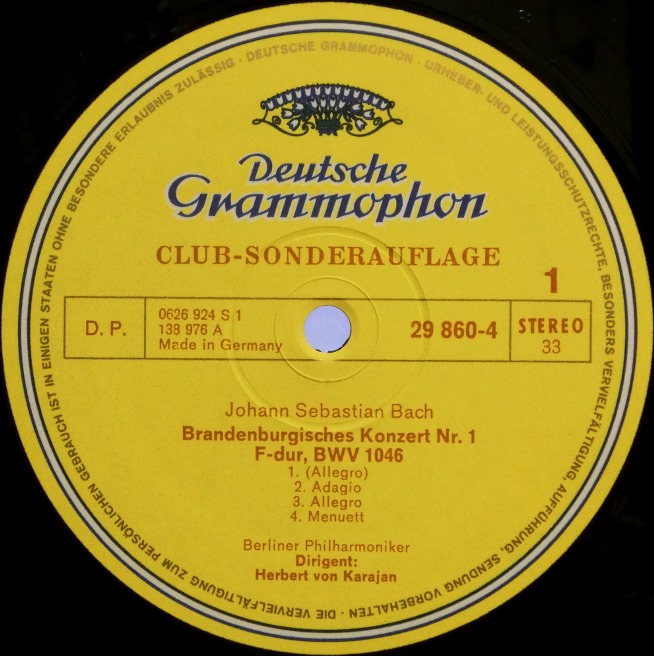 DEUTSCHE GRAMMOPHON · URHEBER- UND LEISTUNGSSCHUTZRECHTE, BESONDERS VERVIELFÄLTIGUNG, AUFFÜHRUNG, SENDUNG VORBEHALTEN · DIE VERVIELFÄLTIGUNG ZUM PERSÖNLICHEN GEBRAUCH IST IN EINIGEN STAATEN OHNE BESONDERE ERLAUBNIS ZULÄSSIG ·
Deutsche
Grammophon
CLUB-SONDERAUFLAGE
1
D. P.
0626 924 S 1
138 976 A
Made in Germany
29 860-4
STEREO
33
Johann Sebastian Bach
Brandenburgisches Konzert Nr. 1
F-dur, BWV 1046
1. (Allegro)
2. Adagio
3. Allegro
4. Menuett
Berliner Philharmoniker
Dirigent:
Herbert von Karajan